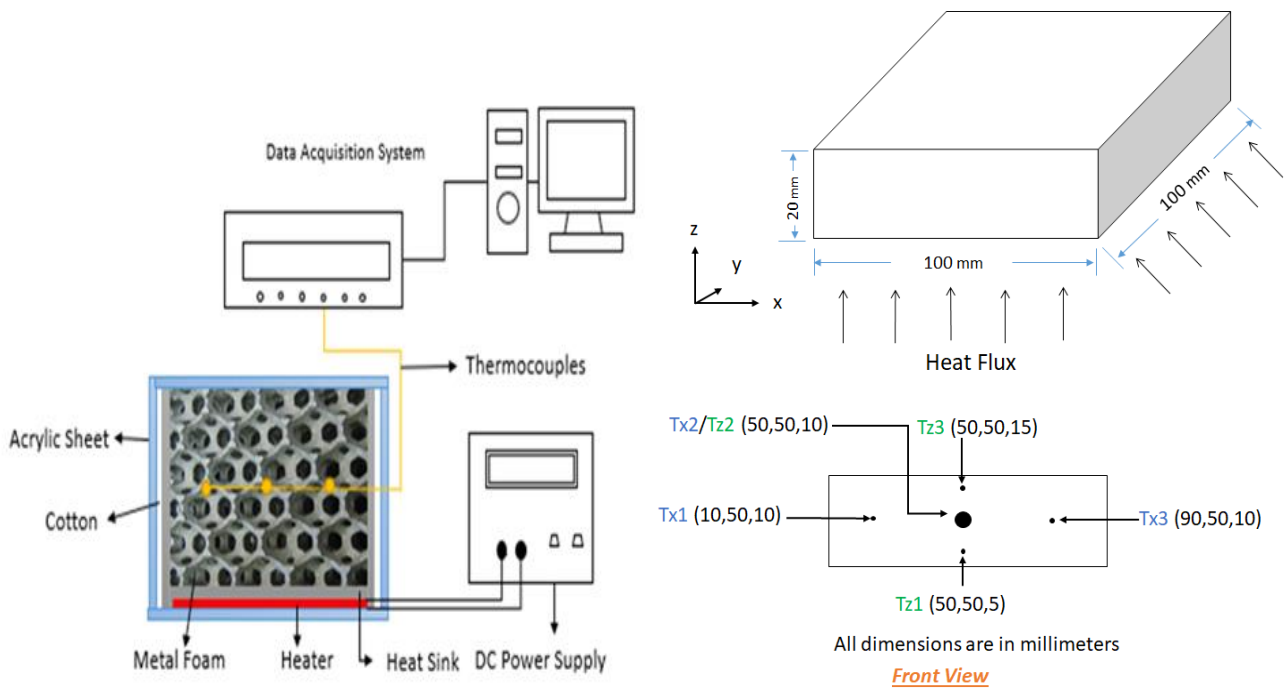 Data Acquisition System
Thermocouples
Acrylic Sheet
Cotton
Metal Foam
Heater
Heat Sink
DC Power Supply
20 mm
100 mm
100 mm
z
y
x
Heat Flux
Tx2/Tz2 (50,50,10)
Tz3 (50,50,15)
Tx1 (10,50,10)
Tx3 (90,50,10)
Tz1 (50,50,5)
All dimensions are in millimeters
Front View